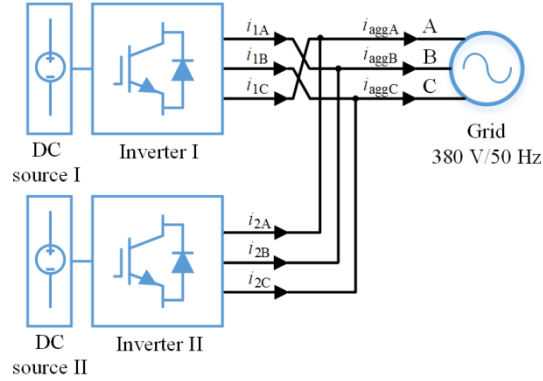 i1A
i1B
i1C
iaggA
iaggB
iaggC
A
B
C
DC
source I
Inverter I
Grid
380 V/50 Hz
i2A
i2B
i2C
DC
source II
Inverter II